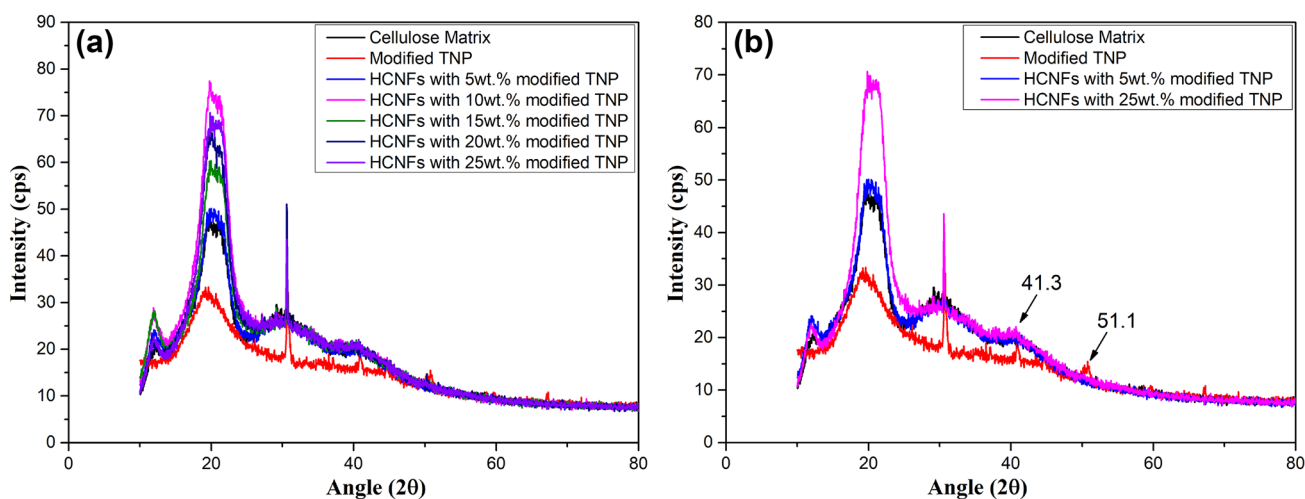 (a)
Cellulose Matrix
Modified TNP
HCNFs with 5wt.% modified TNP
HCNFs with 10wt.% modified TNP
HCNFs with 15wt.% modified TNP
HCNFs with 20wt.% modified TNP
HCNFs with 25wt.% modified TNP
90
80
70
60
50
40
30
20
10
0
Intensity (cps)
0 20 40 60 80
Angle (2θ)
(b)
Cellulose Matrix
Modified TNP
HCNFs with 5wt.% modified TNP
HCNFs with 25wt.% modified TNP
41.3
51.1
80
70
60
50
40
30
20
10
0
Intensity (cps)
0 20 40 60 80
Angle (2θ)